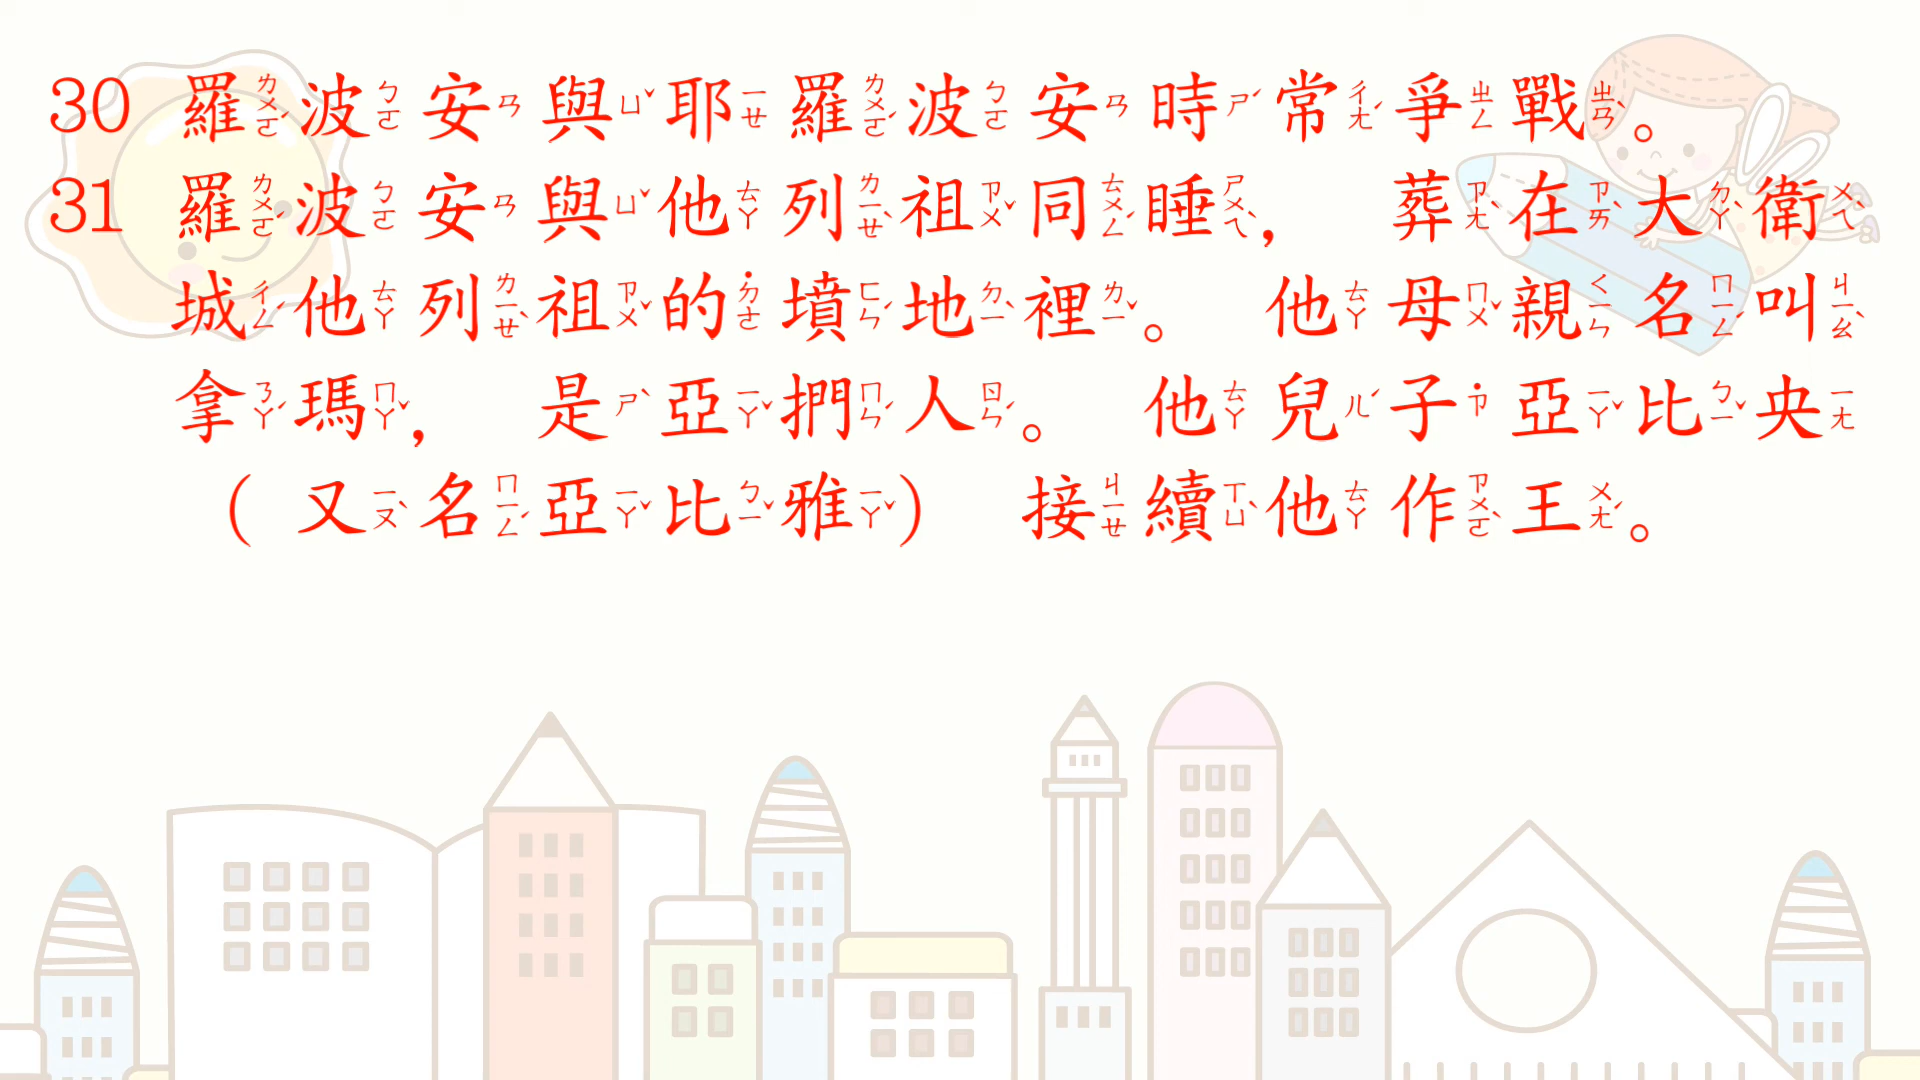 30 羅波安與耶羅波安時常爭戰。
31 羅波安與他列祖同睡，葬在大衛
城他列祖的墳地裡。他母親名叫
拿瑪，是亞捫人。他兒子亞比央
（又名亞比雅）接續他作王。